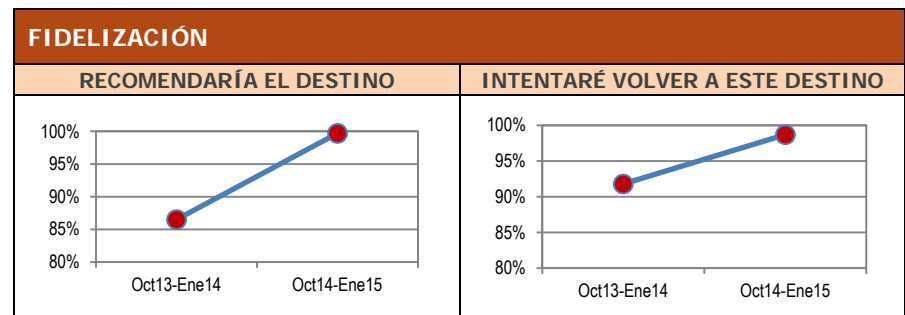 FIDELIZACIÓN
RECOMENDARÍA EL DESTINO
100%
95%
90%
85%
80%
Oct13-Ene14 Oct14-Ene15
INTENTARÉ VOLVER A ESTE DESTINO
100%
95%
90%
85%
80%
Oct13-Ene14 Oct14-Ene15